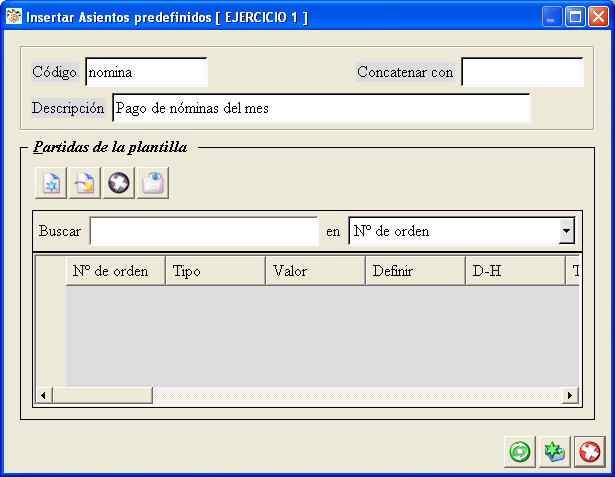 Insertar Asientos predefinidos [ EJERCICIO 1 ]
Código nomina Concatenar con
Descripción Pago de nóminas del mes
Partidas de la plantilla
Buscar en Nº de orden
Nº de orden Tipo Valor Definir D-H T